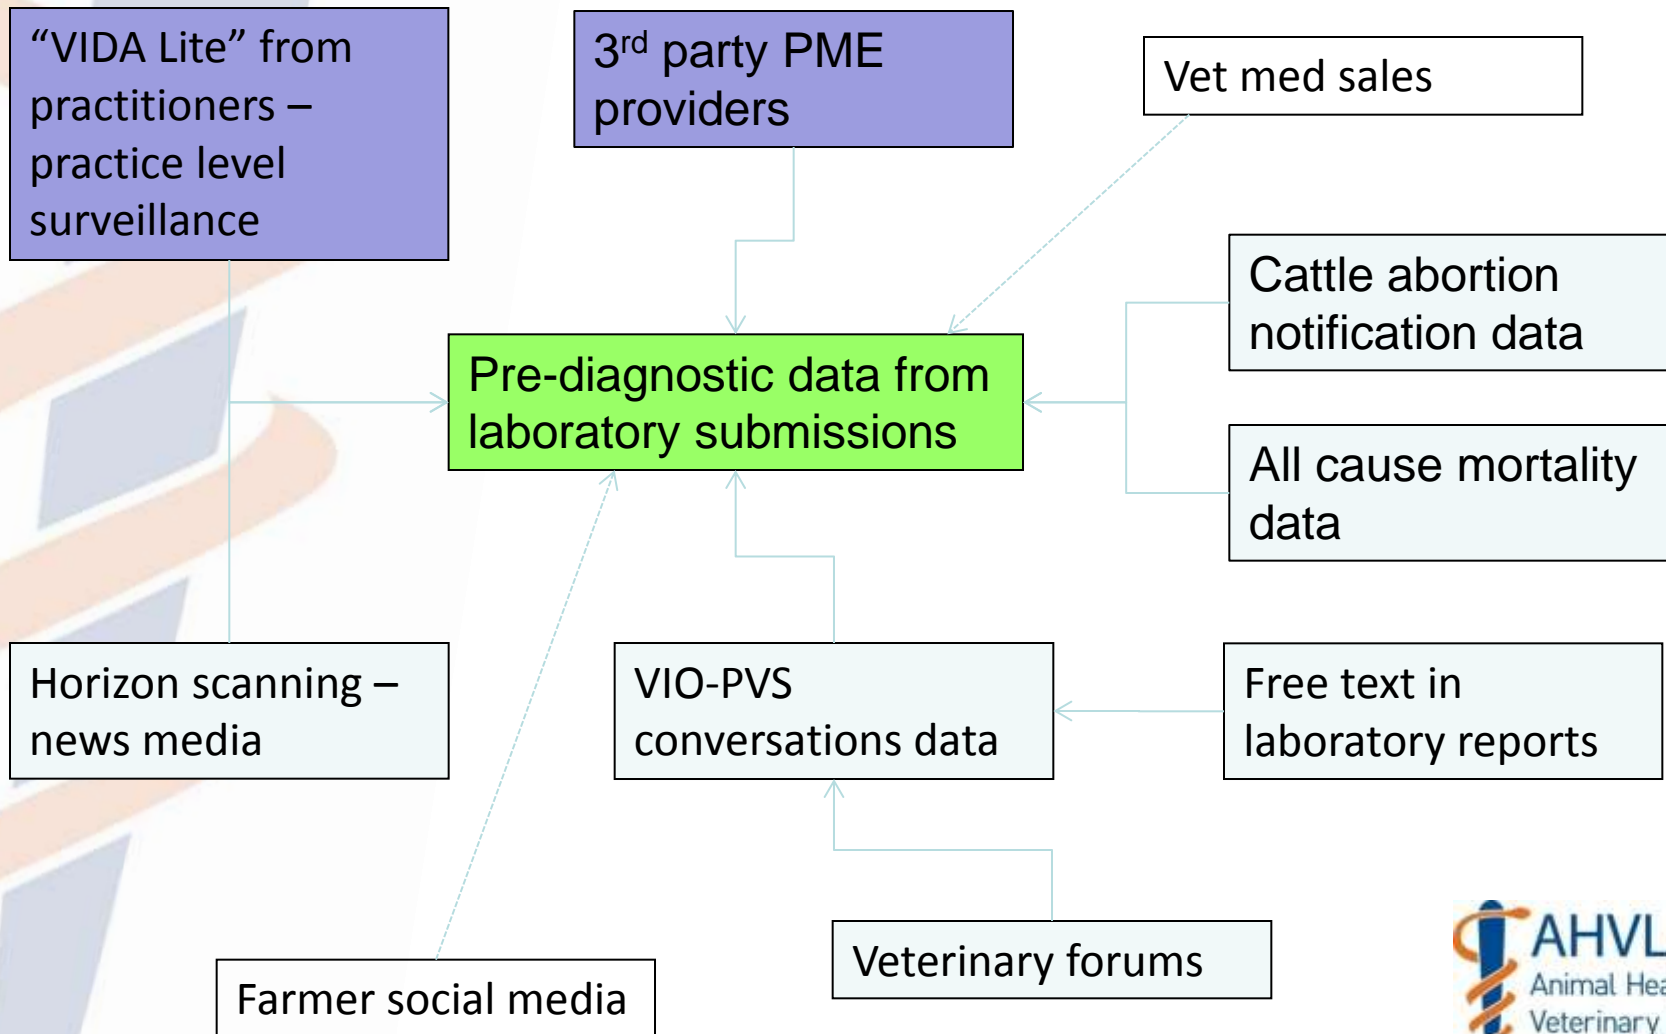 “VIDA Lite” from
practitioners –
practice level
surveillance
3rd party PME
providers
Vet med sales
Cattle abortion
notification data
Pre-diagnostic data from
laboratory submissions
All cause mortality
data
Horizon scanning –
news media
VIO-PVS
conversations data
Free text in
laboratory reports
Veterinary forums
Farmer social media
AHVL
Animal Hea
Veterinary